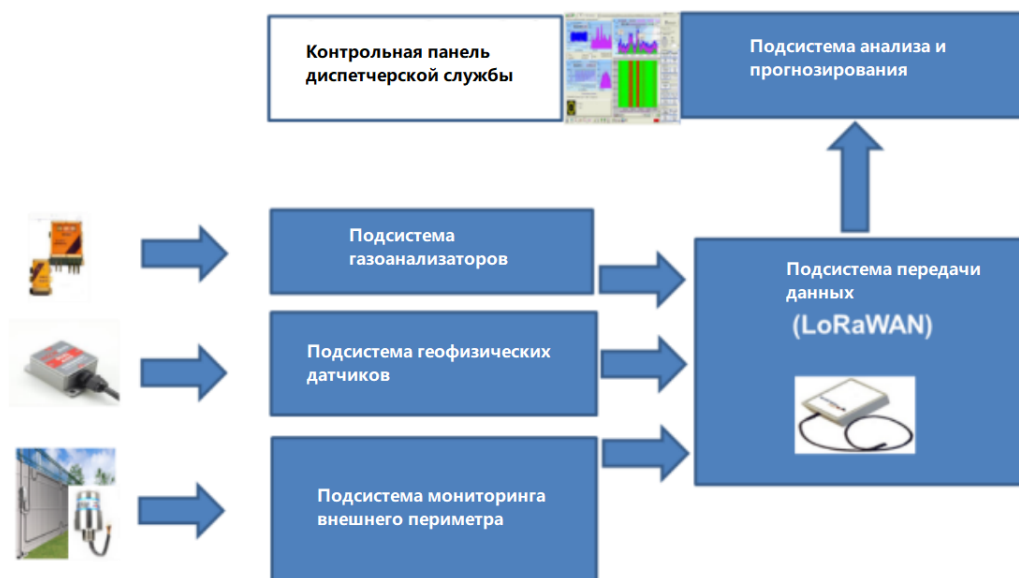 Контрольная панель
диспетчерской службы
Подсистема анализа и
прогнозирования
Подсистема
газоанализаторов
Подсистема передачи
данных
(LoRaWAN)
Подсистема геофизических
датчиков
Подсистема мониторинга
внешнего периметра